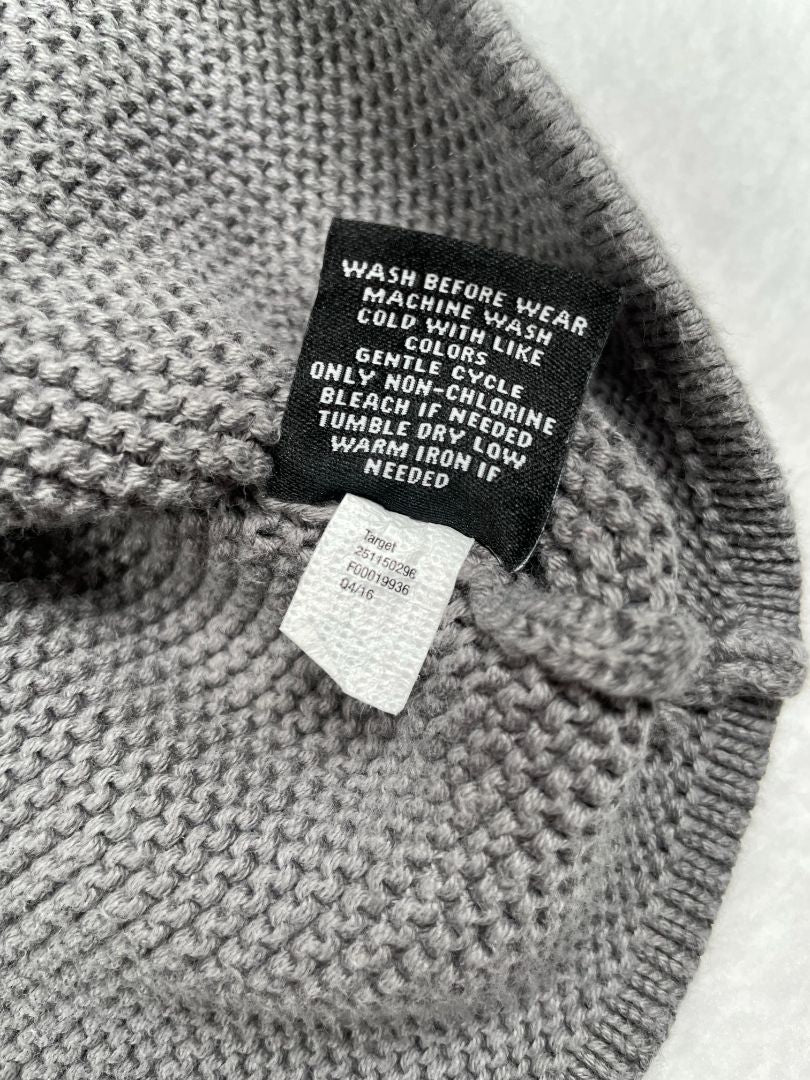 WASH BEFORE WEAR
MACHINE WASH
COLD WITH LIKE
COLORS
GENTLE CYCLE
ONLY NON-CHLORINE
BLEACH IF NEEDED
TUMBLE DRY LOW
WARM IRON IF
NEEDED
Target
251150296
F00019936
Q4/16